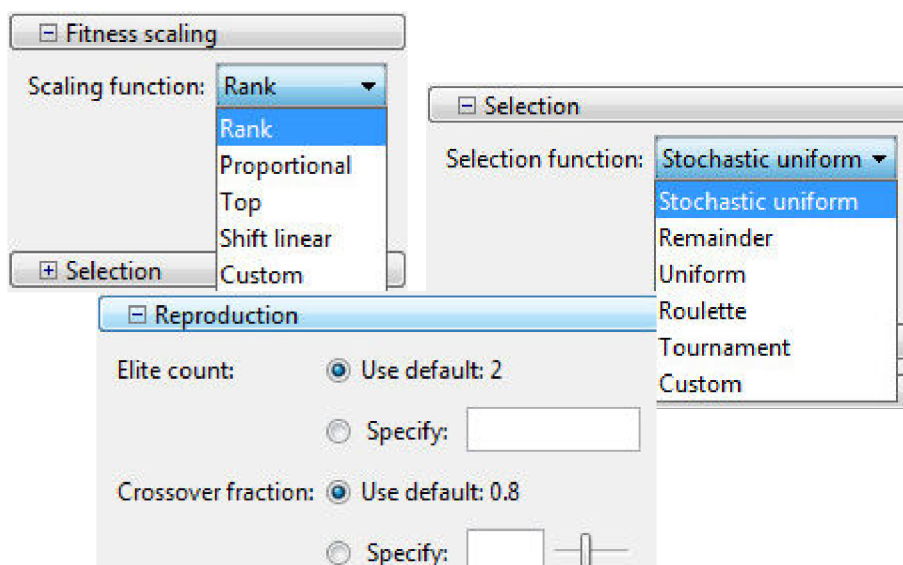 Fitness scaling
Scaling function: Rank
Rank
Proportional
Top
Shift linear
Custom
Selection
Selection
Selection function: Stochastic uniform
Stochastic uniform
Remainder
Uniform
Roulette
Tournament
Custom
Reproduction
Elite count: Use default: 2
Specify:
Crossover fraction: Use default: 0.8
Specify: